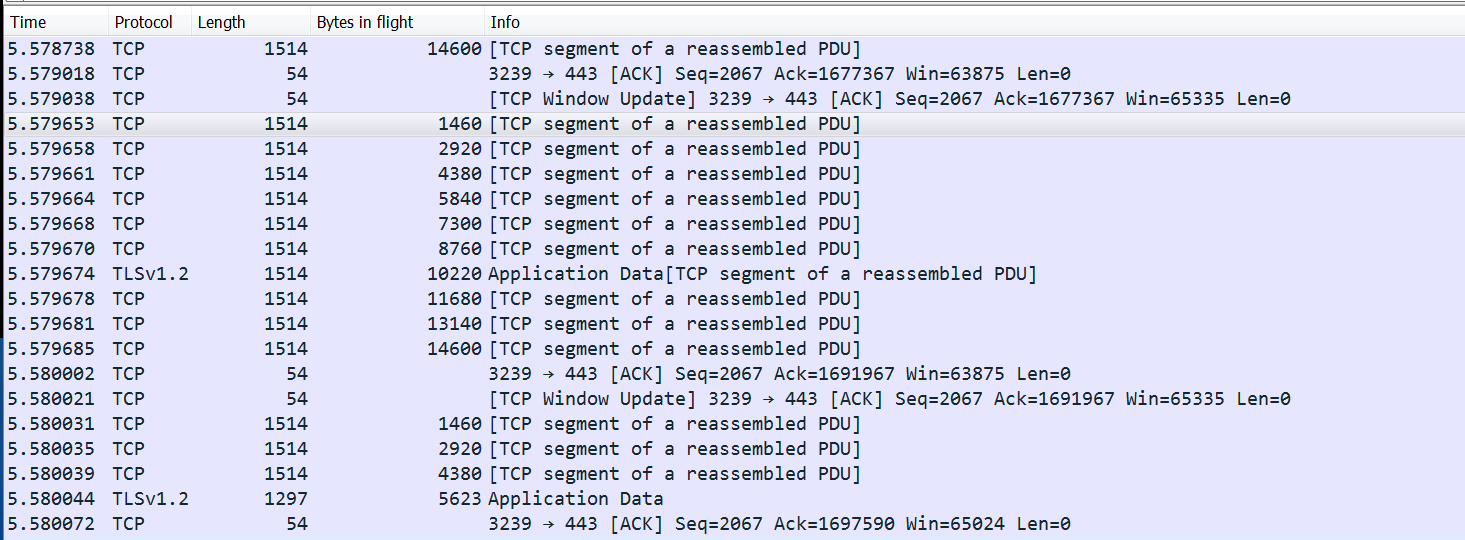 Time Protocol Length Bytes in flight Info
5.578738 TCP 1514 14600 [TCP segment of a reassembled PDU]
5.579018 TCP 54 3239 → 443 [ACK] Seq=2067 Ack=1677367 Win=63875 Len=0
5.579038 TCP 54 [TCP Window Update] 3239 → 443 [ACK] Seq=2067 Ack=1677367 Win=65335 Len=0
5.579653 TCP 1514 1460 [TCP segment of a reassembled PDU]
5.579658 TCP 1514 2920 [TCP segment of a reassembled PDU]
5.579661 TCP 1514 4380 [TCP segment of a reassembled PDU]
5.579664 TCP 1514 5840 [TCP segment of a reassembled PDU]
5.579668 TCP 1514 7300 [TCP segment of a reassembled PDU]
5.579670 TCP 1514 8760 [TCP segment of a reassembled PDU]
5.579674 TLSv1.2 1514 10220 Application Data[TCP segment of a reassembled PDU]
5.579678 TCP 1514 11680 [TCP segment of a reassembled PDU]
5.579681 TCP 1514 13140 [TCP segment of a reassembled PDU]
5.579685 TCP 1514 14600 [TCP segment of a reassembled PDU]
5.580002 TCP 54 3239 → 443 [ACK] Seq=2067 Ack=1691967 Win=63875 Len=0
5.580021 TCP 54 [TCP Window Update] 3239 → 443 [ACK] Seq=2067 Ack=1691967 Win=65335 Len=0
5.580031 TCP 1514 1460 [TCP segment of a reassembled PDU]
5.580035 TCP 1514 2920 [TCP segment of a reassembled PDU]
5.580039 TCP 1514 4380 [TCP segment of a reassembled PDU]
5.580044 TLSv1.2 1297 5623 Application Data
5.580072 TCP 54 3239 → 443 [ACK] Seq=2067 Ack=1697590 Win=65024 Len=0